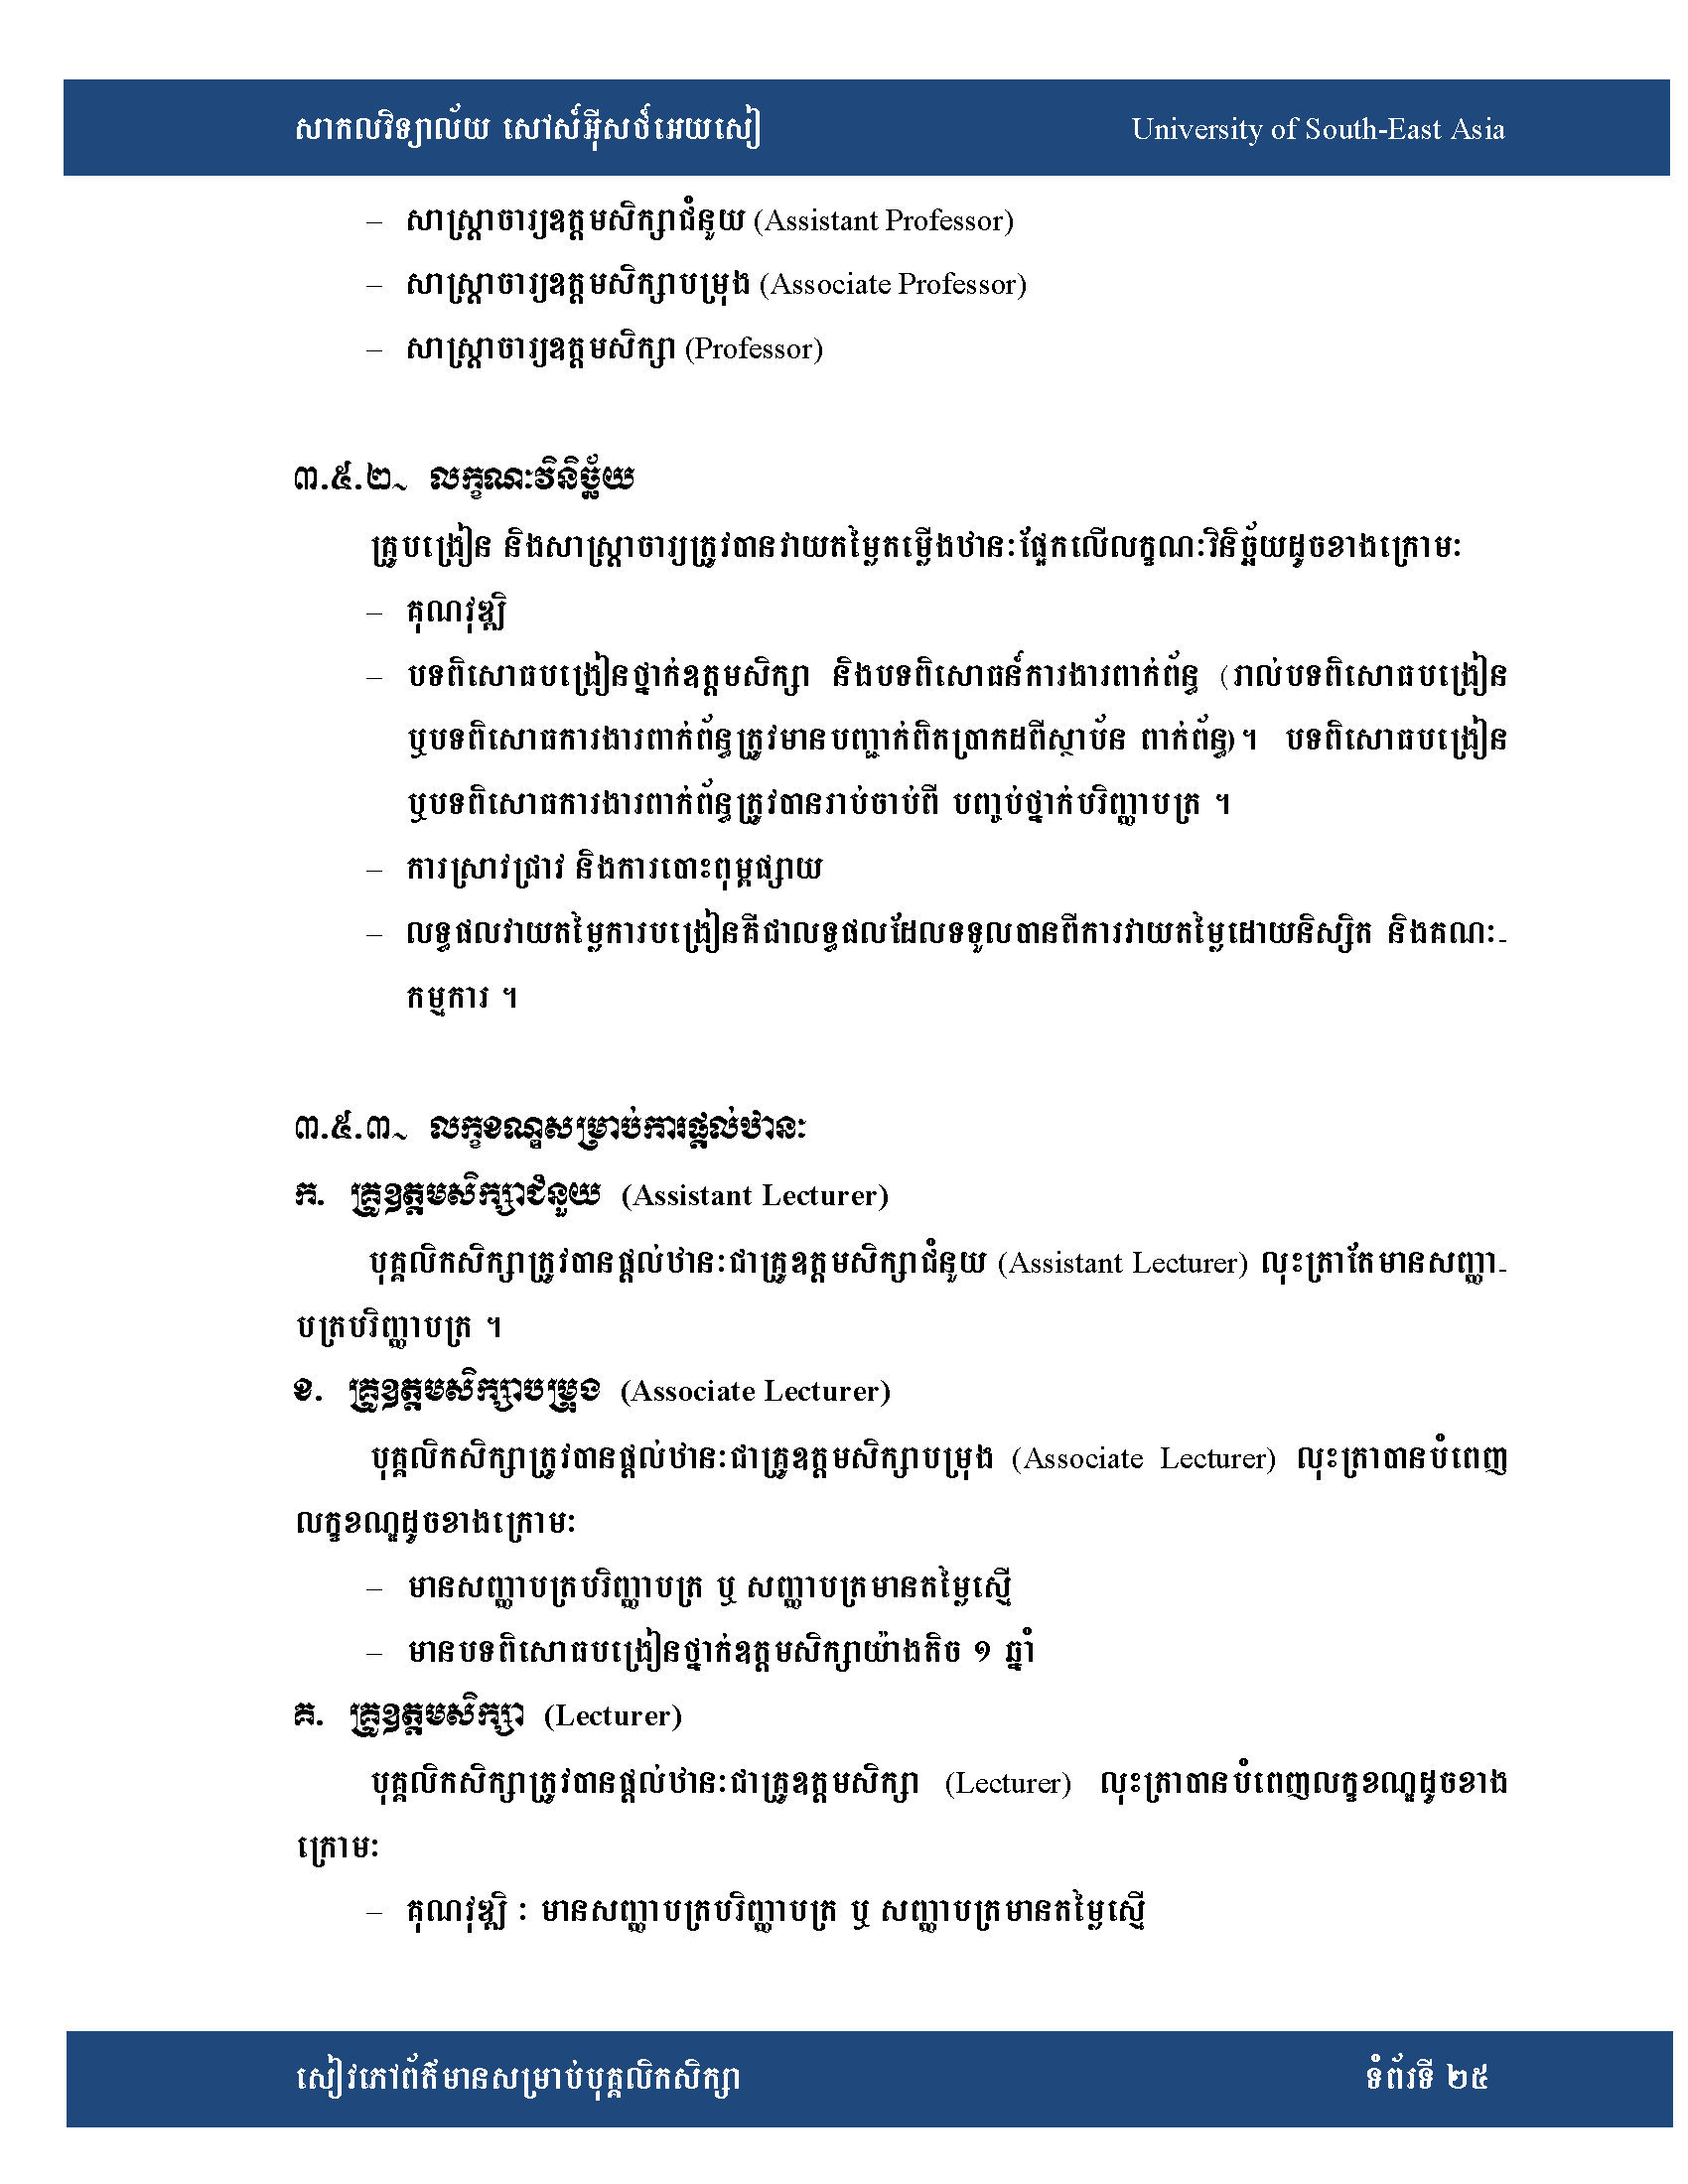 សាកលវិទ្យាល័យ សៅស៍អ៊ីសថ៍អេយសៀ University of South-East Asia
– សាស្ត្រាចារ្យឧត្តមសិក្សាជំនួយ (Assistant Professor)
– សាស្ត្រាចារ្យឧត្តមសិក្សាបម្រុង (Associate Professor)
– សាស្ត្រាចារ្យឧត្តមសិក្សា (Professor)
៣.៥.២~ លក្ខណៈវិនិច្ឆ័យ
គ្រូបង្រៀន និងសាស្ត្រាចារ្យត្រូវបានវាយតម្លៃតម្លើងឋានៈផ្អែកលើលក្ខណៈវិនិច្ឆ័យដូចខាងក្រោមៈ
– គុណវុឌ្ឍិ
– បទពិសោធបង្រៀនថ្នាក់ឧត្តមសិក្សា និងបទពិសោធន៍ការងារពាក់ព័ន្ធ (រាល់បទពិសោធបង្រៀន
ឬបទពិសោធការងារពាក់ព័ន្ធត្រូវមានបញ្ជាក់ពិតប្រាកដពីស្ថាប័ន ពាក់ព័ន្ធ)។ បទពិសោធបង្រៀន
ឬបទពិសោធការងារពាក់ព័ន្ធត្រូវបានរាប់ចាប់ពី បញ្ចប់ថ្នាក់បរិញ្ញាបត្រ ។
– ការស្រាវជ្រាវ និងការបោះពុម្ពផ្សាយ
– លទ្ធផលវាយតម្លៃការបង្រៀនគឺជាលទ្ធផលដែលទទួលបានពីការវាយតម្លៃដោយនិស្សិត និងគណៈ-
កម្មការ ។
៣.៥.៣~ លក្ខខណ្ឌសម្រាប់ការផ្តល់ឋានៈ
ក. គ្រូឧត្តមសិក្សាជំនួយ (Assistant Lecturer)
បុគ្គលិកសិក្សាត្រូវបានផ្តល់ឋានៈជាគ្រូឧត្តមសិក្សាជំនួយ (Assistant Lecturer) លុះត្រាតែមានសញ្ញា-
បត្របរិញ្ញាបត្រ ។
ខ. គ្រូឧត្តមសិក្សាបម្រុង (Associate Lecturer)
បុគ្គលិកសិក្សាត្រូវបានផ្តល់ឋានៈជាគ្រូឧត្តមសិក្សាបម្រុង (Associate Lecturer) លុះត្រាបានបំពេញ
លក្ខខណ្ឌដូចខាងក្រោមៈ
– មានសញ្ញាបត្របរិញ្ញាបត្រ ឬ សញ្ញាបត្រមានតម្លៃស្មើ
– មានបទពិសោធបង្រៀនថ្នាក់ឧត្តមសិក្សាយ៉ាងតិច ១ ឆ្នាំ
គ. គ្រូឧត្តមសិក្សា (Lecturer)
បុគ្គលិកសិក្សាត្រូវបានផ្តល់ឋានៈជាគ្រូឧត្តមសិក្សា (Lecturer) លុះត្រាបានបំពេញលក្ខខណ្ឌដូចខាង
ក្រោមៈ
– គុណវុឌ្ឍិ : មានសញ្ញាបត្របរិញ្ញាបត្រ ឬ សញ្ញាបត្រមានតម្លៃស្មើ
សៀវភៅព័ត៌មានសម្រាប់បុគ្គលិកសិក្សា ទំព័រទី ២៥